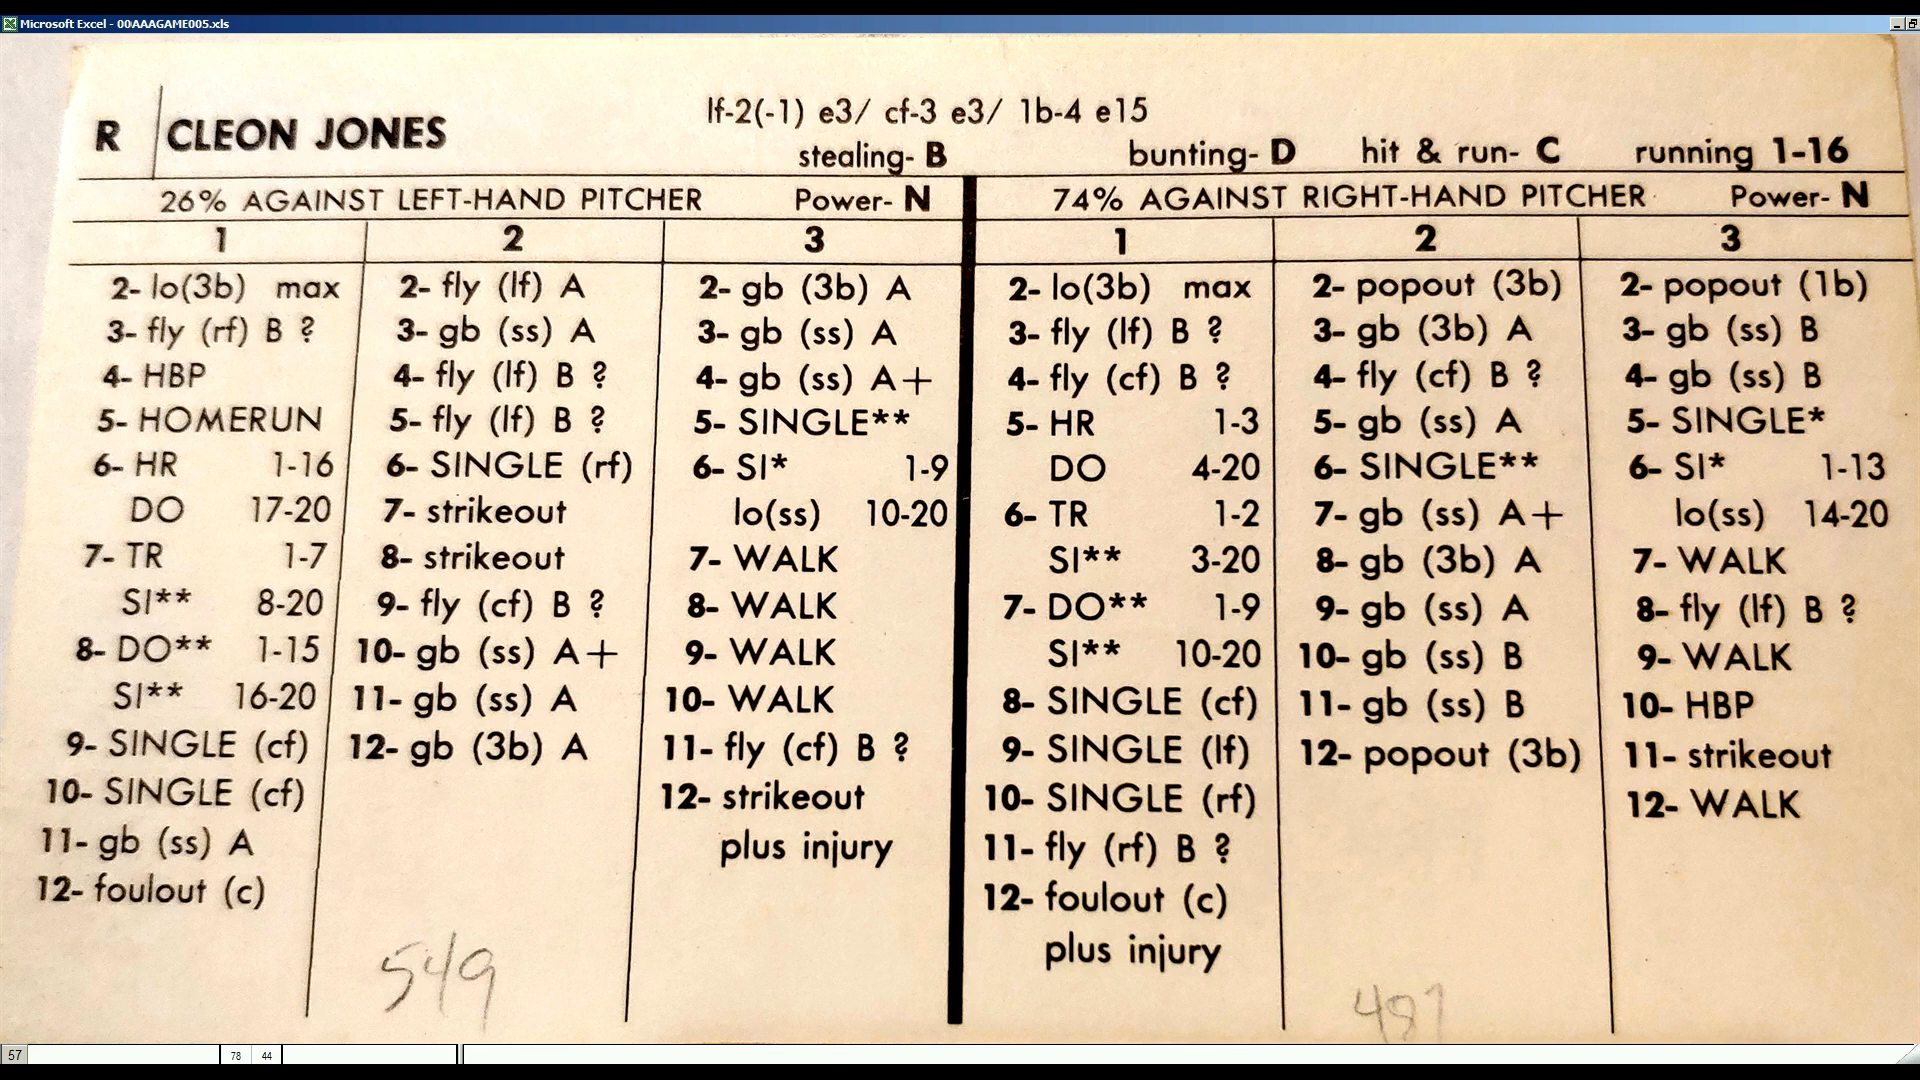 Microsoft Excel - 00AAAGAME005.xls
lf-2(-1) e3/ cf-3 e3/ 1b-4 e15
R CLEON JONES
stealing- B bunting- D hit & run- C running 1-16
26% AGAINST LEFT-HAND PITCHER Power- N
1 2 3
2- lo(3b) max 2- fly (lf) A 2- gb (3b) A
3- fly (rf) B ? 3- gb (ss) A 3- gb (ss) A
4- HBP 4- fly (lf) B ? 4- gb (ss) A+
5- HOMERUN 5- fly (lf) B ? 5- SINGLE**
6- HR 1-16 6- SINGLE (rf) 6- SI* 1-9
DO 17-20 7- strikeout lo(ss) 10-20
7- TR 1-7 8- strikeout 7- WALK
SI** 8-20 9- fly (cf) B ? 8- WALK
8- DO** 1-15 10- gb (ss) A+ 9- WALK
SI** 16-20 11- gb (ss) A 10- WALK
9- SINGLE (cf) 12- gb (3b) A 11- fly (cf) B ?
10- SINGLE (cf) 12- strikeout
11- gb (ss) A plus injury
12- foulout (c)
549
74% AGAINST RIGHT-HAND PITCHER Power- N
1 2 3
2- lo(3b) max 2- popout (3b) 2- popout (1b)
3- fly (lf) B ? 3- gb (3b) A 3- gb (ss) B
4- fly (cf) B ? 4- fly (cf) B ? 4- gb (ss) B
5- HR 1-3 5- gb (ss) A 5- SINGLE*
DO 4-20 6- SINGLE** 6- SI* 1-13
6- TR 1-2 7- gb (ss) A+ lo(ss) 14-20
SI** 3-20 8- gb (3b) A 7- WALK
7- DO** 1-9 9- gb (ss) A 8- fly (lf) B ?
SI** 10-20 10- gb (ss) B 9- WALK
8- SINGLE (cf) 11- gb (ss) B 10- HBP
9- SINGLE (lf) 12- popout (3b) 11- strikeout
10- SINGLE (rf) 12- WALK
11- fly (rf) B ?
12- foulout (c)
plus injury
57 78 44